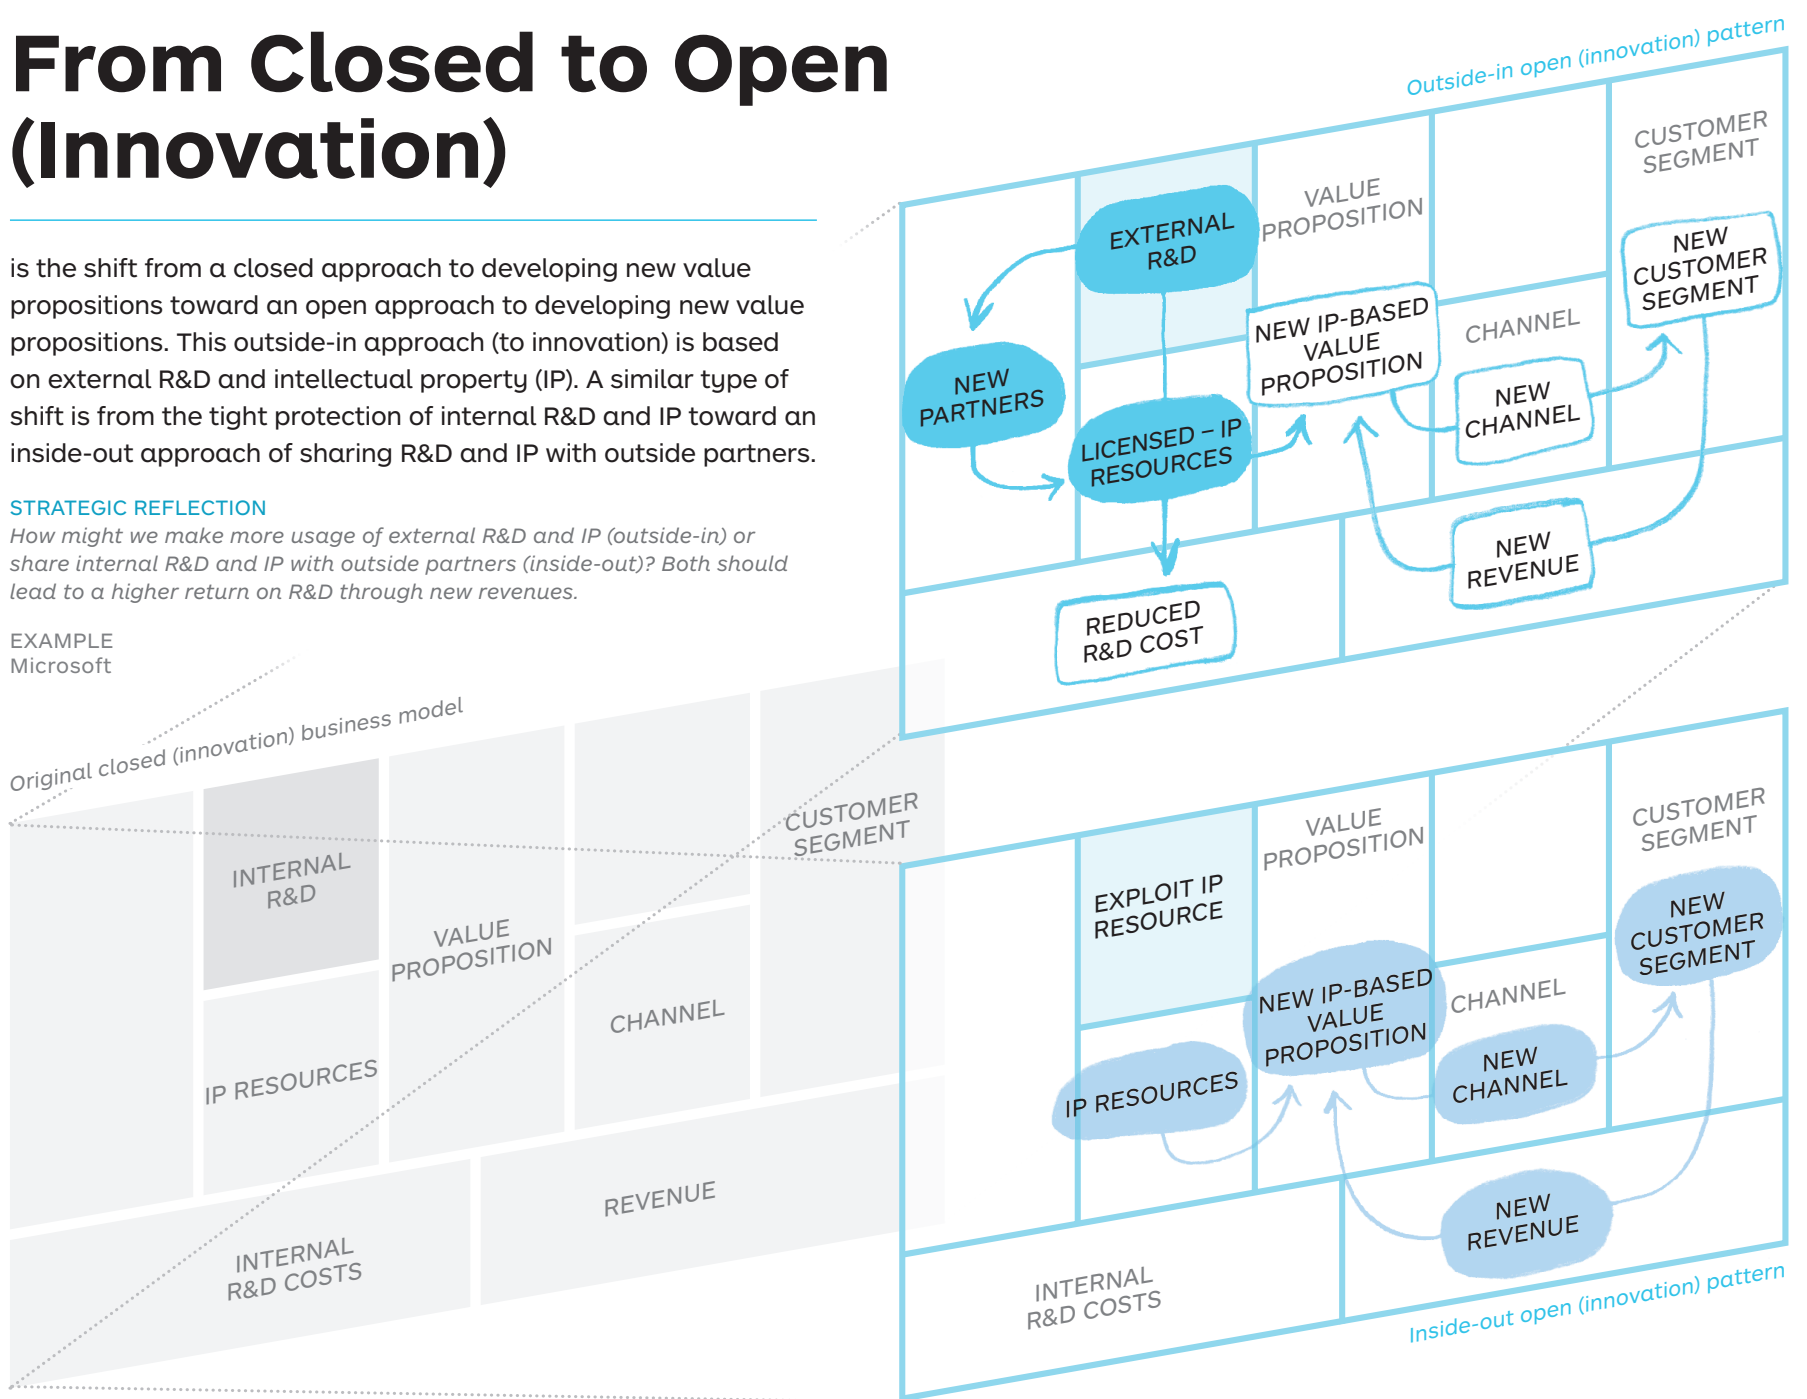 From Closed to Open
(Innovation)
is the shift from a closed approach to developing new value
propositions toward an open approach to developing new value
propositions. This outside-in approach (to innovation) is based
on external R&D and intellectual property (IP). A similar type of
shift is from the tight protection of internal R&D and IP toward an
inside-out approach of sharing R&D and IP with outside partners.
STRATEGIC REFLECTION
How might we make more usage of external R&D and IP (outside-in) or
share internal R&D and IP with outside partners (inside-out)? Both should
lead to a higher return on R&D through new revenues.
EXAMPLE
Microsoft
Original closed (innovation) business model
INTERNAL
R&D
IP RESOURCES
VALUE
PROPOSITION
CHANNEL
CUSTOMER
SEGMENT
INTERNAL
R&D COSTS
REVENUE
Outside-in open (innovation) pattern
EXTERNAL
R&D
NEW
PARTNERS
LICENSED – IP
RESOURCES
VALUE
PROPOSITION
NEW IP-BASED
VALUE
PROPOSITION
CHANNEL
NEW
CHANNEL
CUSTOMER
SEGMENT
NEW
CUSTOMER
SEGMENT
REDUCED
R&D COST
NEW
REVENUE
EXPLOIT IP
RESOURCE
IP RESOURCES
VALUE
PROPOSITION
NEW IP-BASED
VALUE
PROPOSITION
CHANNEL
NEW
CHANNEL
CUSTOMER
SEGMENT
NEW
CUSTOMER
SEGMENT
INTERNAL
R&D COSTS
NEW
REVENUE
Inside-out open (innovation) pattern